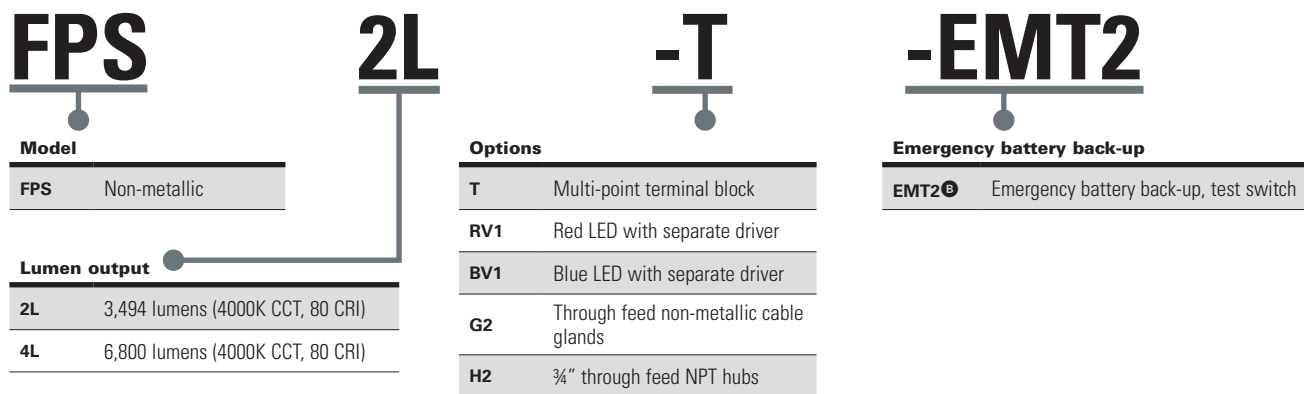 FPS 2L -T -EMT2
Model
FPS Non-metallic
Lumen output
2L 3,494 lumens (4000K CCT, 80 CRI)
4L 6,800 lumens (4000K CCT, 80 CRI)
Options
T Multi-point terminal block
RV1 Red LED with separate driver
BV1 Blue LED with separate driver
G2 Through feed non-metallic cable
glands
H2 ¾″ through feed NPT hubs
Emergency battery back-up
EMT2Ⓑ Emergency battery back-up, test switch